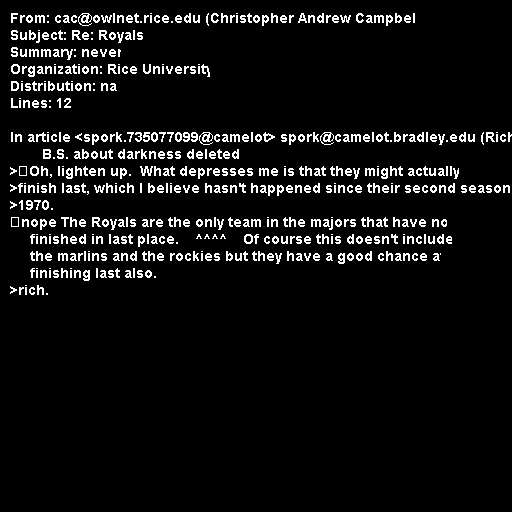 From: cac@owlnet.rice.edu (Christopher Andrew Campbel
Subject: Re: Royals
Summary: never
Organization: Rice University
Distribution: na
Lines: 12

In article <spork.735077099@camelot> spork@camelot.bradley.edu (Rich
B.S. about darkness deleted
>Oh, lighten up. What depresses me is that they might actually
>finish last, which I believe hasn't happened since their second season
>1970.
nope The Royals are the only team in the majors that have no
finished in last place. ^^^^ Of course this doesn't include
the marlins and the rockies but they have a good chance a
finishing last also.
>rich.